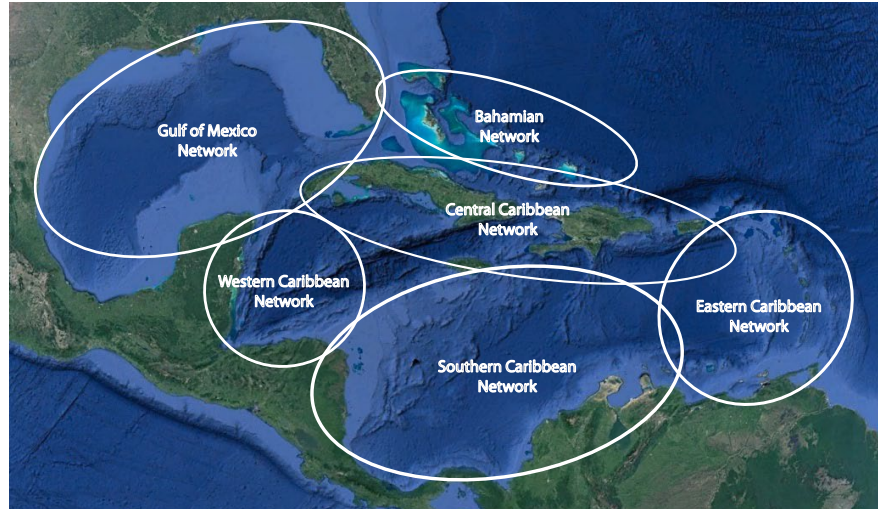 Gulf of Mexico
Network
Bahamian
Network
Central Caribbean
Network
Western Caribbean
Network
Eastern Caribbean
Network
Southern Caribbean
Network